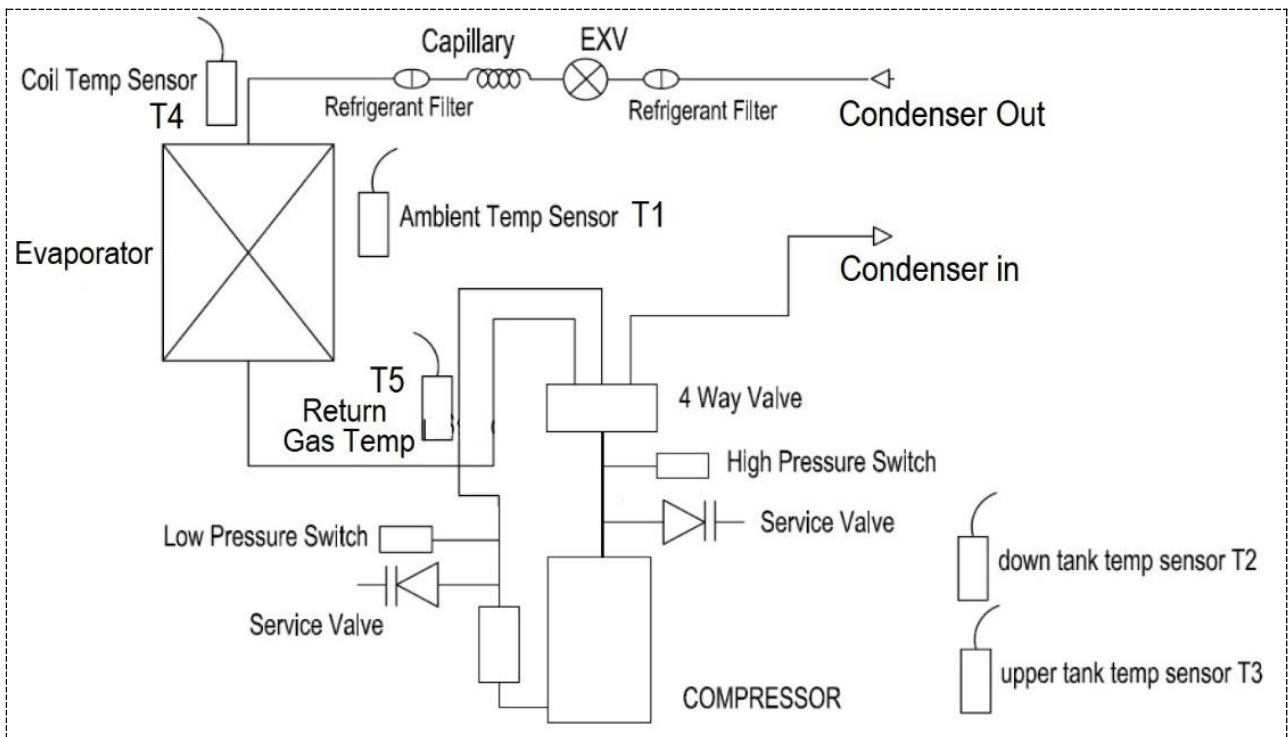 Capillary
EXV
Coil Temp Sensor
T4
Refrigerant Filter
Refrigerant Filter
Condenser Out
Ambient Temp Sensor T1
Evaporator
Condenser in
T5
Return
Gas Temp
4 Way Valve
High Pressure Switch
Low Pressure Switch
Service Valve
Service Valve
down tank temp sensor T2
upper tank temp sensor T3
COMPRESSOR